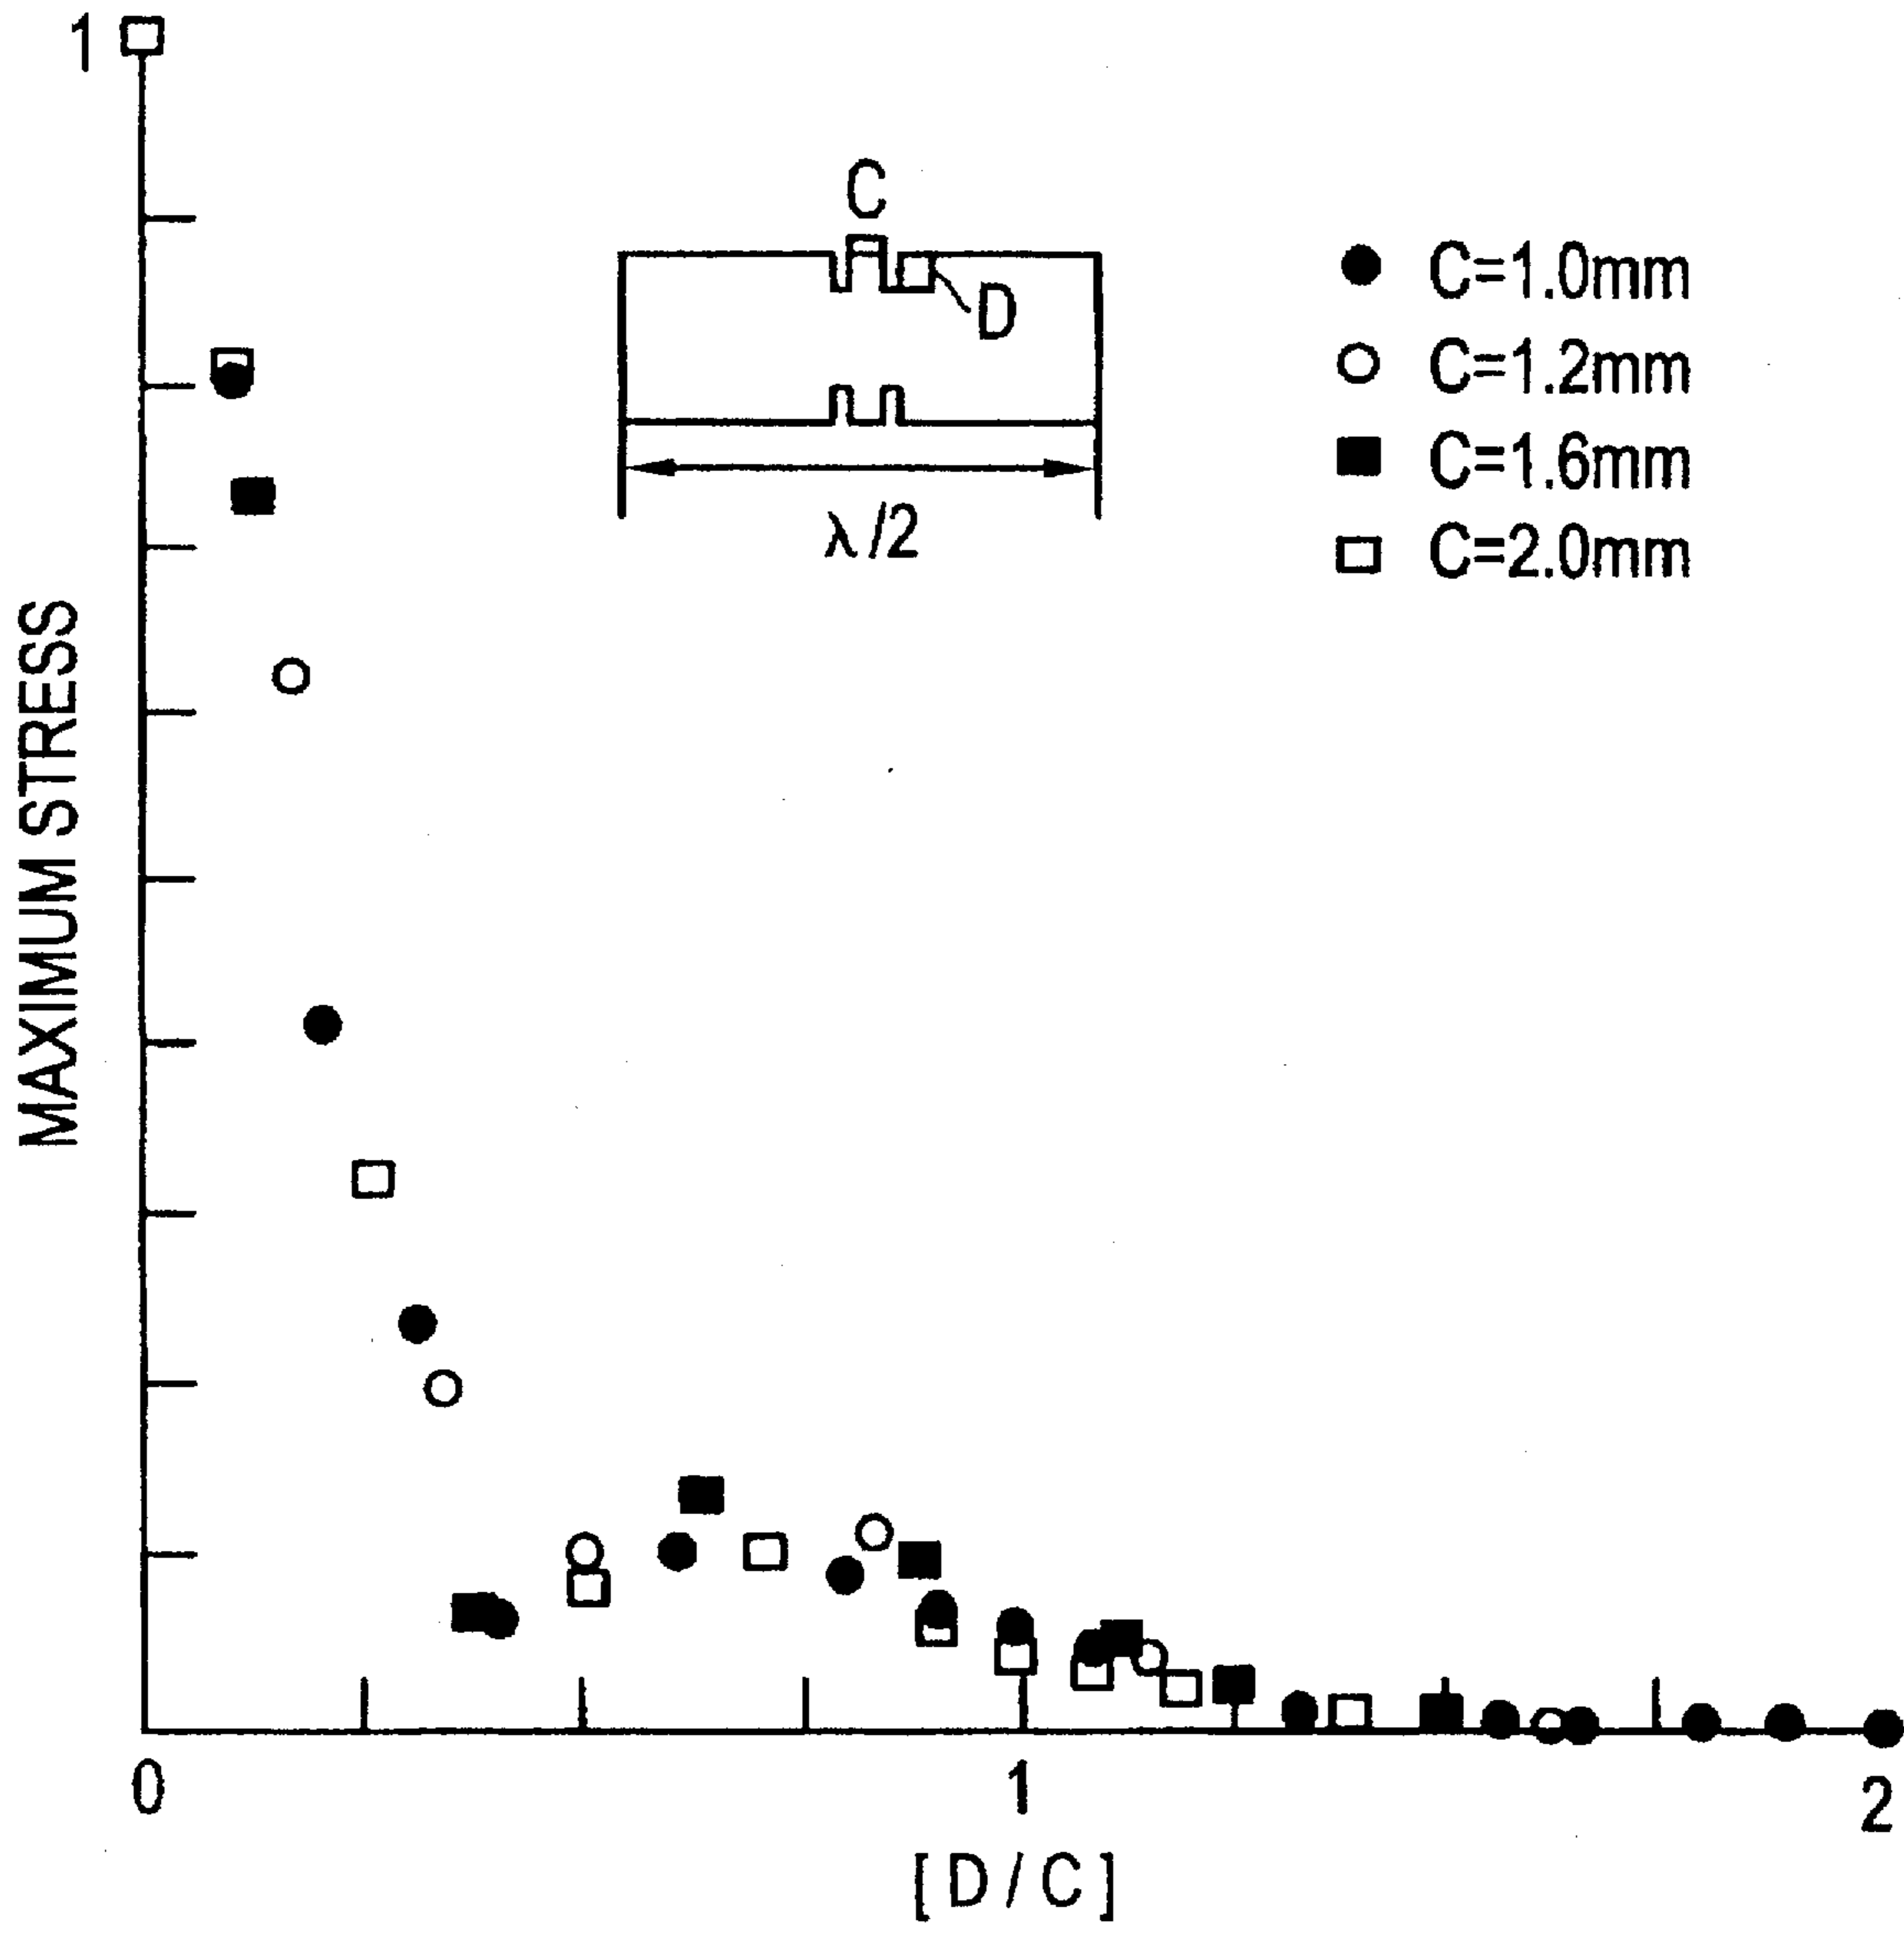 1
C
D
λ/2
C=1.0mm
C=1.2mm
C=1.6mm
C=2.0mm
MAXIMUM STRESS
0
1
2
[D/C]